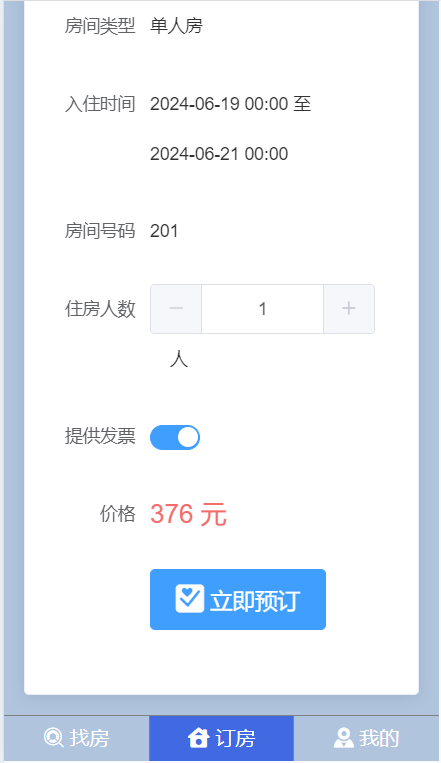 房间类型 单人房
入住时间 2024-06-19 00:00 至
2024-06-21 00:00
房间号码 201
住房人数 1
人
提供发票
价格 376 元
立即预订
找房 订房 我的